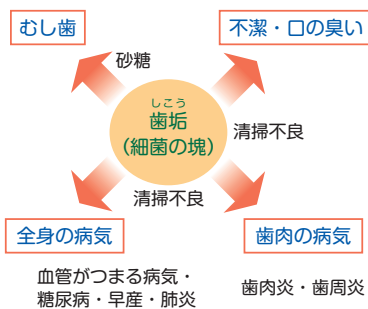 むし歯
不潔・口の臭い
砂糖
しこう
歯垢
(細菌の塊)
清掃不良
清掃不良
全身の病気
歯肉の病気
血管がつまる病気・
糖尿病・早産・肺炎
歯肉炎・歯周炎